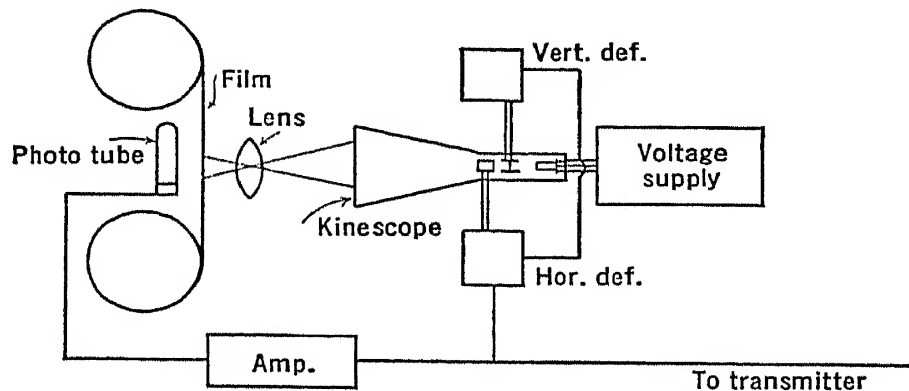 Vert. def.
Film
Lens
Photo tube
Voltage
supply
Kinescope
Hor. def.
Amp.
To transmitter